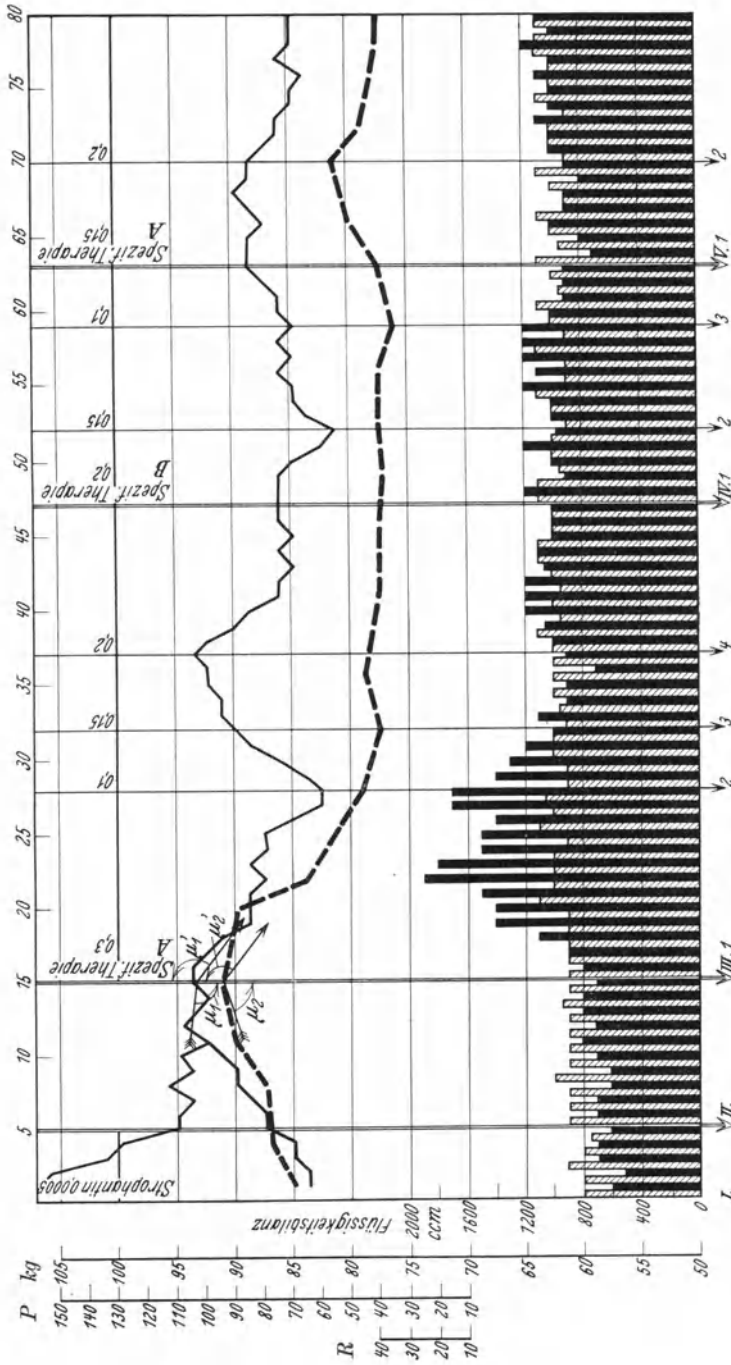 5 10 15 20 25 30 35 40 45 50 55 60 65 70 75 80
Strophantin 0,0005
Spezif. Therapie A
0,3
0,1
0,15
0,2
Spezif. Therapie B
0,2
0,15
0,1
Spezif. Therapie A
0,15
0,2
μ₁'
μ₂'
μ₁
μ₂
P
150 140 130 120 110 100 90 80 70 60 50 40 30 20 10
R
40 30 20 10
kg
105 100 95 90 85 80 75 70 65 60 55 50
Flüssigkeitsbilanz
2000
ccm
1600
1200
800
400
0
I. II. III.1 2 3 4 IV.1 2 3 V.1 2